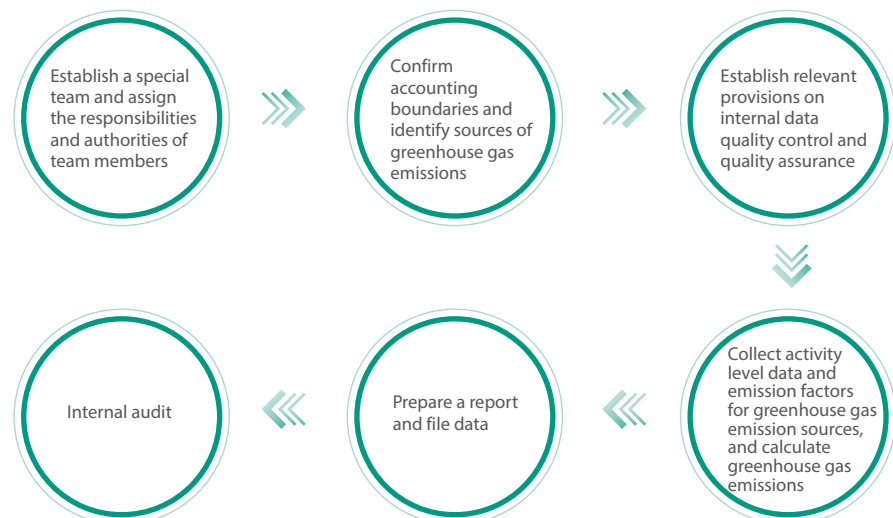 Establish a special
team and assign
the responsibilities
and authorities of
team members
Confirm
accounting
boundaries and
identify sources of
greenhouse gas
emissions
Establish relevant
provisions on
internal data
quality control and
quality assurance
Collect activity
level data and
emission factors
for greenhouse gas
emission sources,
and calculate
greenhouse gas
emissions
Prepare a report
and file data
Internal audit